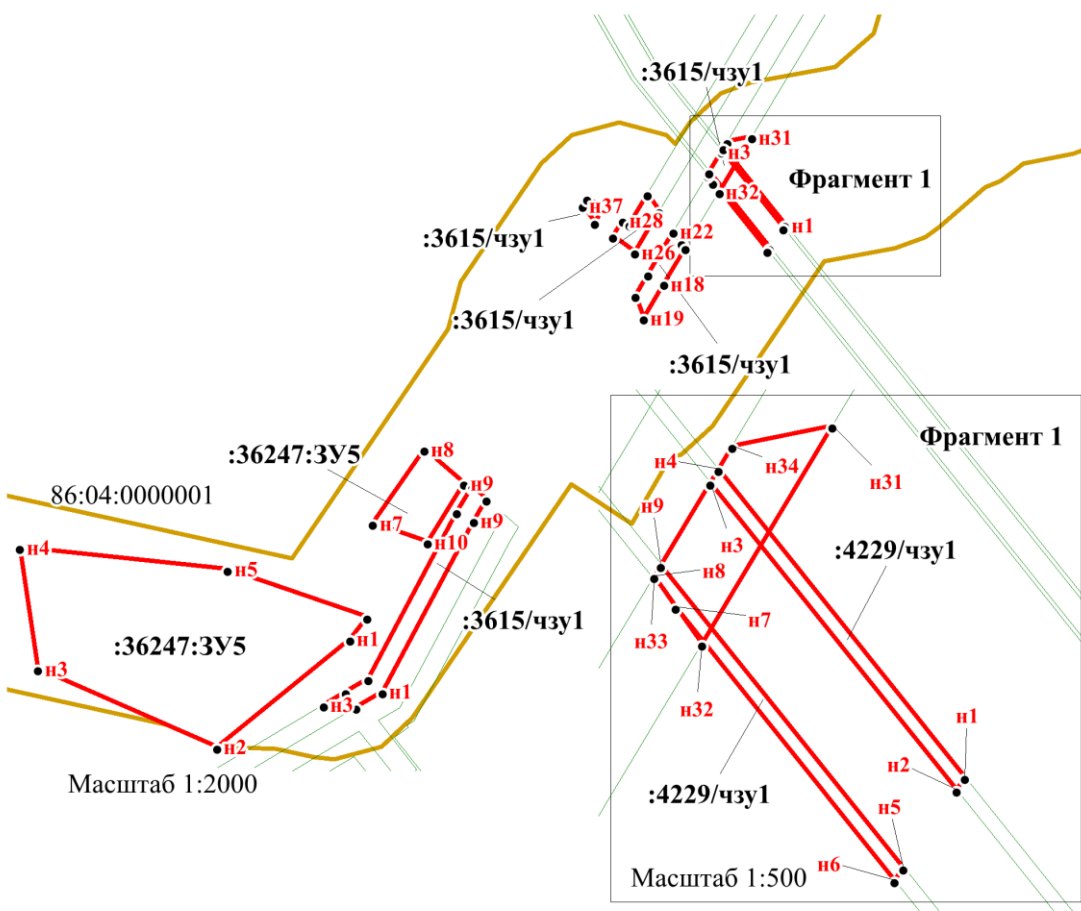 :3615/чзу1
н31
н3
Фрагмент 1
н32
н37
н28
:3615/чзу1
н22
н1
н26
н18
:3615/чзу1
н19
:3615/чзу1
Фрагмент 1
:36247:ЗУ5
н8
н34
н4
н31
н9
н9
86:04:0000001
н7
н9
н3
:4229/чзу1
н10
н4
н8
н5
н7
:3615/чзу1
н33
н1
:36247:ЗУ5
н3
н32
н1
н3
н1
н2
н2
Масштаб 1:2000
:4229/чзу1
н5
н6
Масштаб 1:500